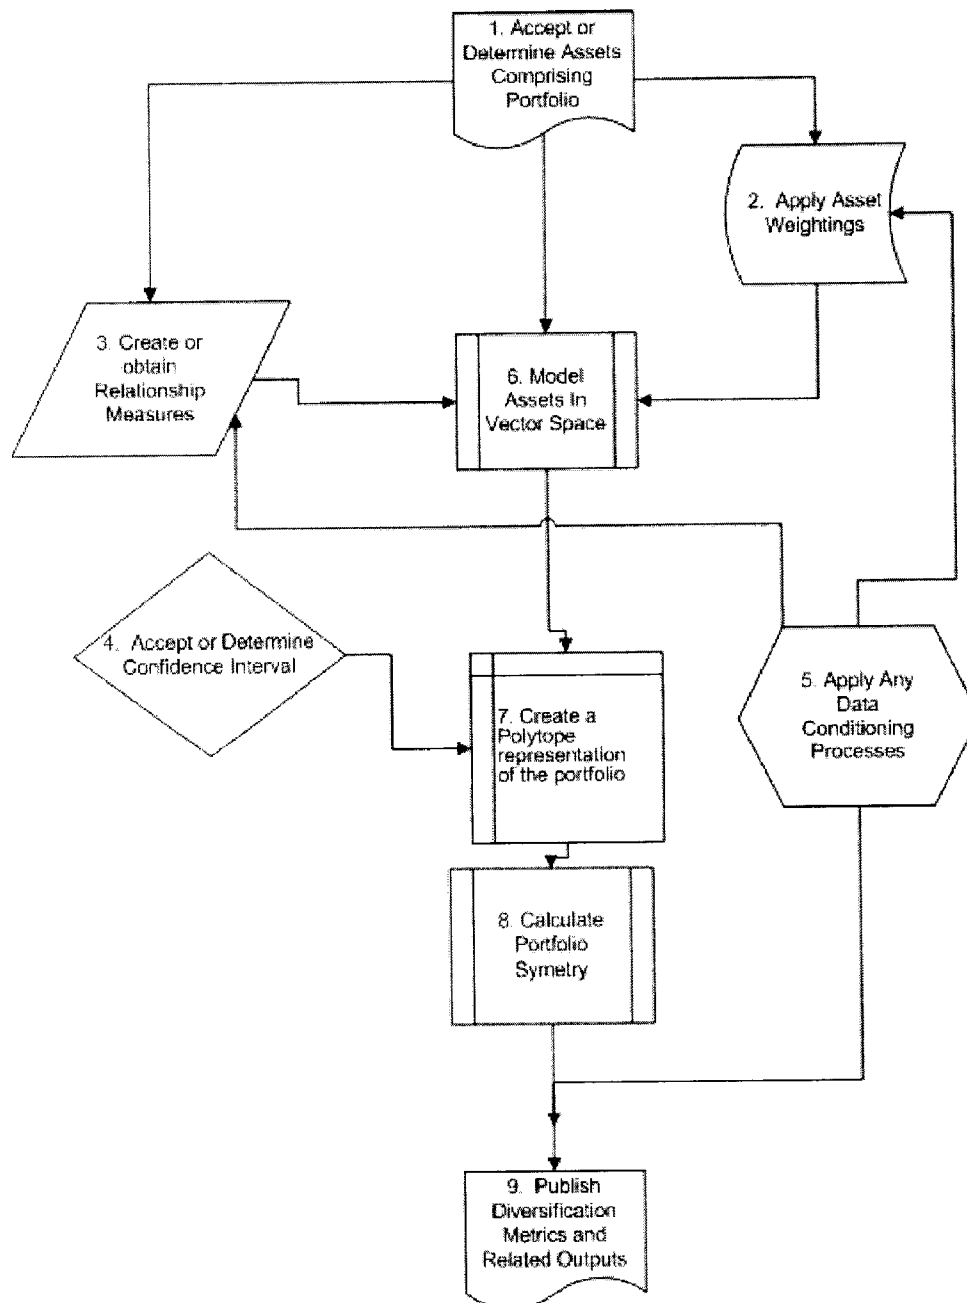 1. Accept or
Determine Assets
Comprising
Portfolio
2. Apply Asset
Weightings
3. Create or
obtain
Relationship
Measures
6. Model
Assets In
Vector Space
4. Accept or Determine
Confidence Interval
5. Apply Any
Data
Conditioning
Processes
7. Create a
Polytope
representation
of the portfolio
8. Calculate
Portfolio
Symetry
9. Publish
Diversification
Metrics and
Related Outputs